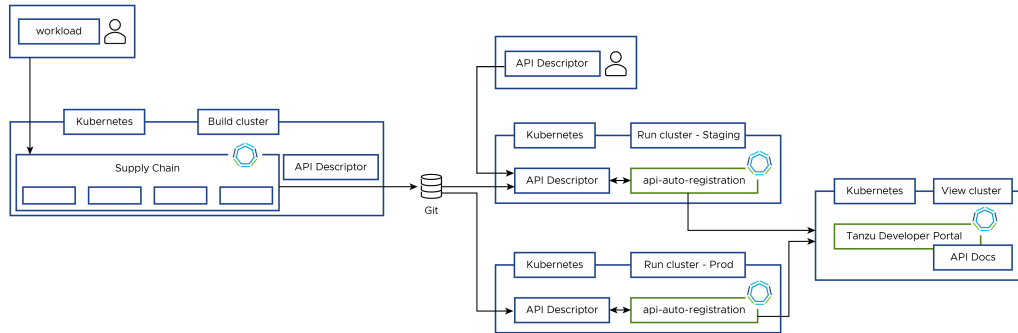 workload
API Descriptor
Kubernetes
Build cluster
Supply Chain
API Descriptor
Git
Kubernetes
Run cluster - Staging
API Descriptor
api-auto-registration
Kubernetes
Run cluster - Prod
API Descriptor
api-auto-registration
Kubernetes
View cluster
Tanzu Developer Portal
API Docs